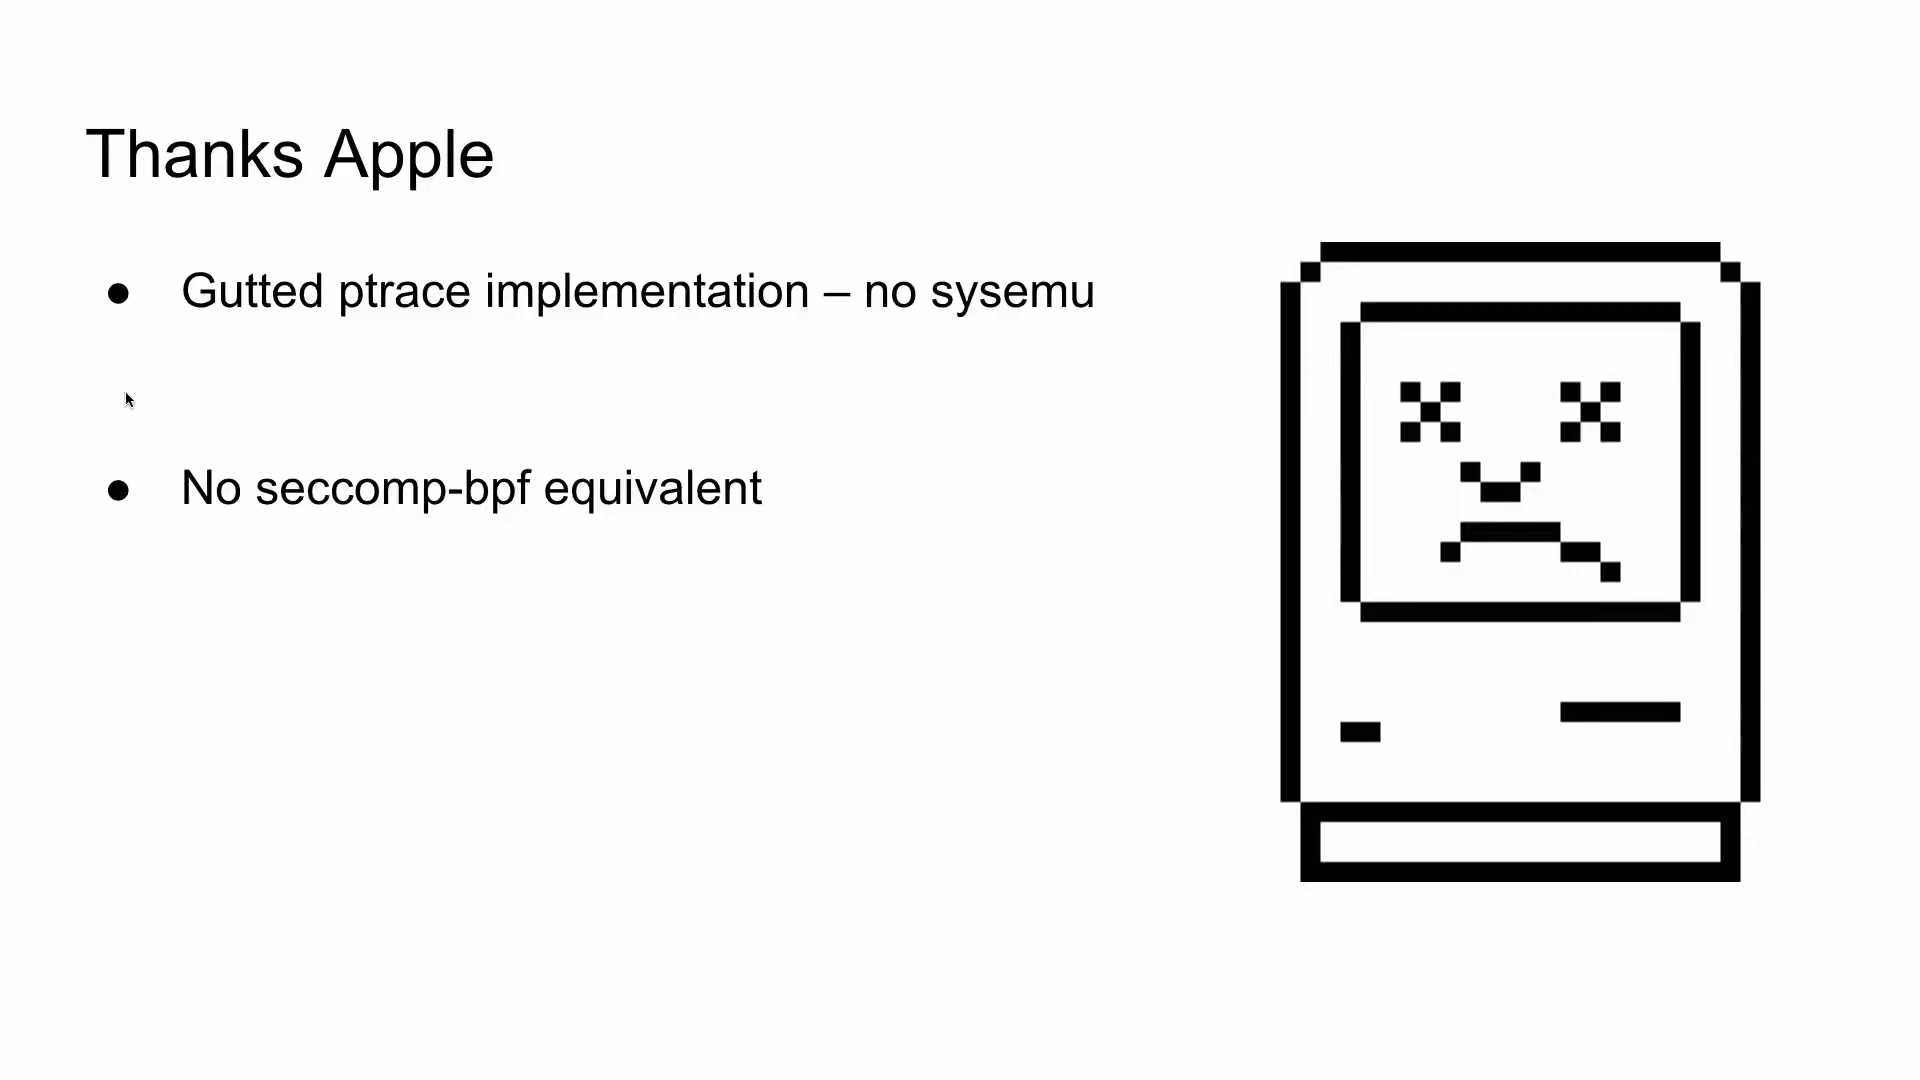 Thanks Apple
● Gutted ptrace implementation – no sysemu
● No seccomp-bpf equivalent